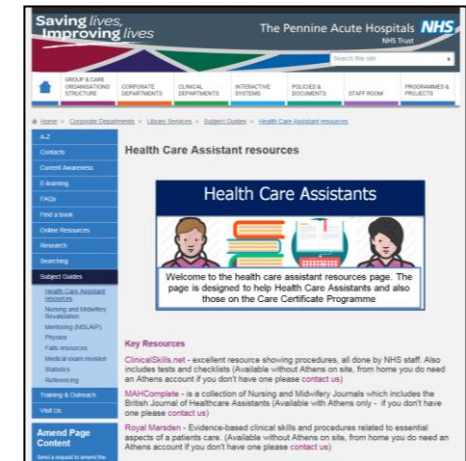 Saving lives,
Improving lives
The Pennine Acute Hospitals NHS
NHS Trust
Search this site
GROUP & CARE
ORGANISATIONS'
STRUCTURE
CORPORATE
DEPARTMENTS
CLINICAL
DEPARTMENTS
INTERACTIVE
SYSTEMS
POLICIES &
DOCUMENTS
STAFF ROOM
PROGRAMMES &
PROJECTS
Home > Corporate Departments > Library Services > Subject Guides > Health Care Assistant resources
A-Z
Contacts
Current Awareness
E-learning
FAQs
Find a book
Online Resources
Research
Searching
Subject Guides
Health Care Assistant
resources
Nursing and Midwifery
Revalidation
Mentoring (MSLAIP)
Physios
Falls resources
Medical exam revision
Statistics
Referencing
Training & Outreach
Visit Us
Amend Page
Content
Send a request to amend the
Health Care Assistant resources
Health Care Assistants
Welcome to the health care assistant resources page. The
page is designed to help Health Care Assistants and also
those on the Care Certificate Programme
Key Resources
ClinicalSkills.net - excellent resource showing procedures, all done by NHS staff. Also
includes tests and checklists (Available without Athens on site, from home you do need
an Athens account if you don't have one please contact us)
MAHComplete - is a collection of Nursing and Midwifery Journals which includes the
British Journal of Healthcare Assistants (Available with Athens only - if you don't have
one please contact us)
Royal Marsden - Evidence-based clinical skills and procedures related to essential
aspects of a patients care. (Available without Athens on site, from home you do need an
Athens account if you don't have one please contact us)